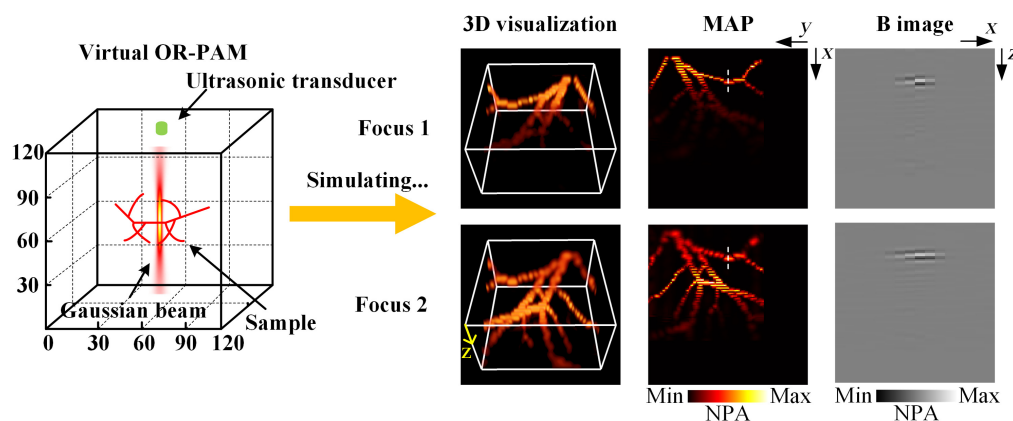 3D visualization
MAP
B image
y
x
x
z
Virtual OR-PAM
Ultrasonic transducer
Focus 1
120
90
60
30
0
Simulating...
Gaussian beam
Sample
0 30 60 90 120
Focus 2
z
Min Max
NPA
Min Max
NPA